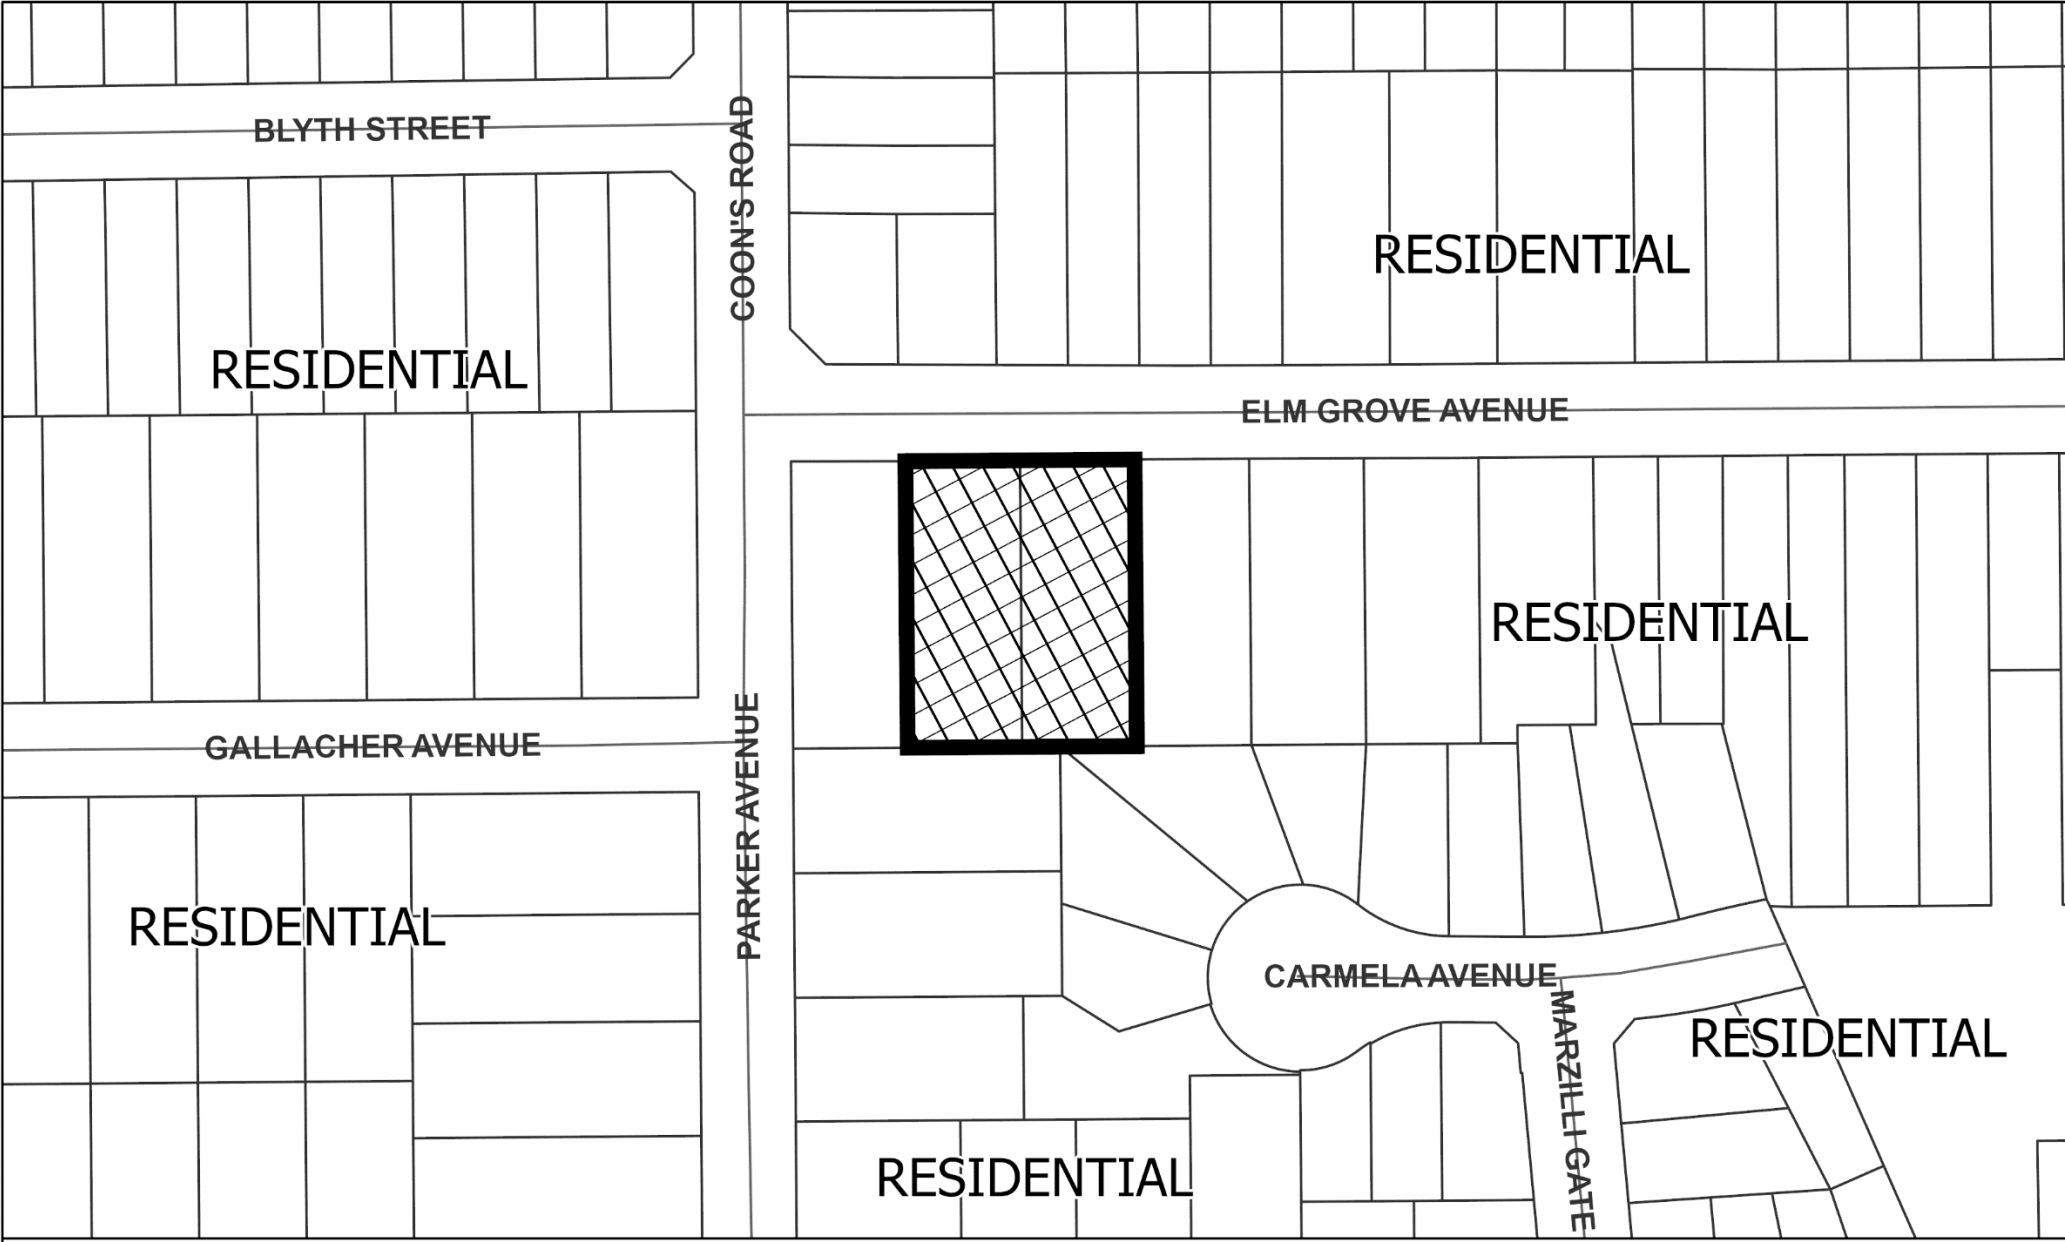 BLYTH STREET
COON'S ROAD
RESIDENTIAL
RESIDENTIAL
ELM GROVE AVENUE
RESIDENTIAL
GALLACHER AVENUE
PARKER AVENUE
RESIDENTIAL
CARMELA AVENUE
MARZILLI GATE
RESIDENTIAL
RESIDENTIAL